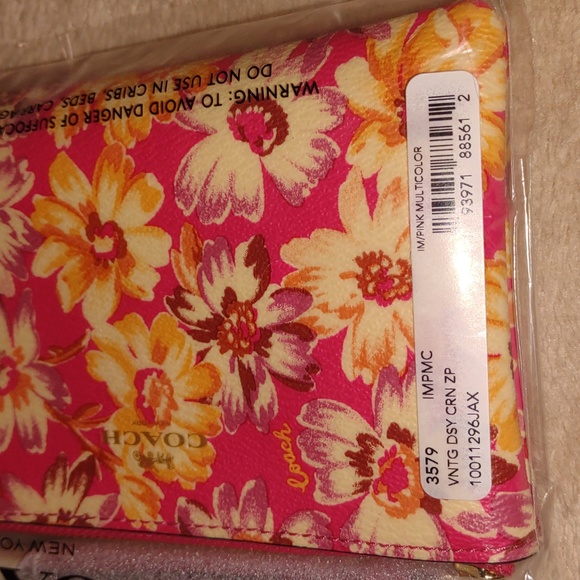 WARNING: TO AVOID DANGER OF SUFFOCA
DO NOT USE IN CRIBS, BEDS,
IM/PINK MULTICOLOR
93971 88561 2
3579 IMPMC
VNTG DSY CRN ZP
10011296JAX
COACH
Coach
NEW YO